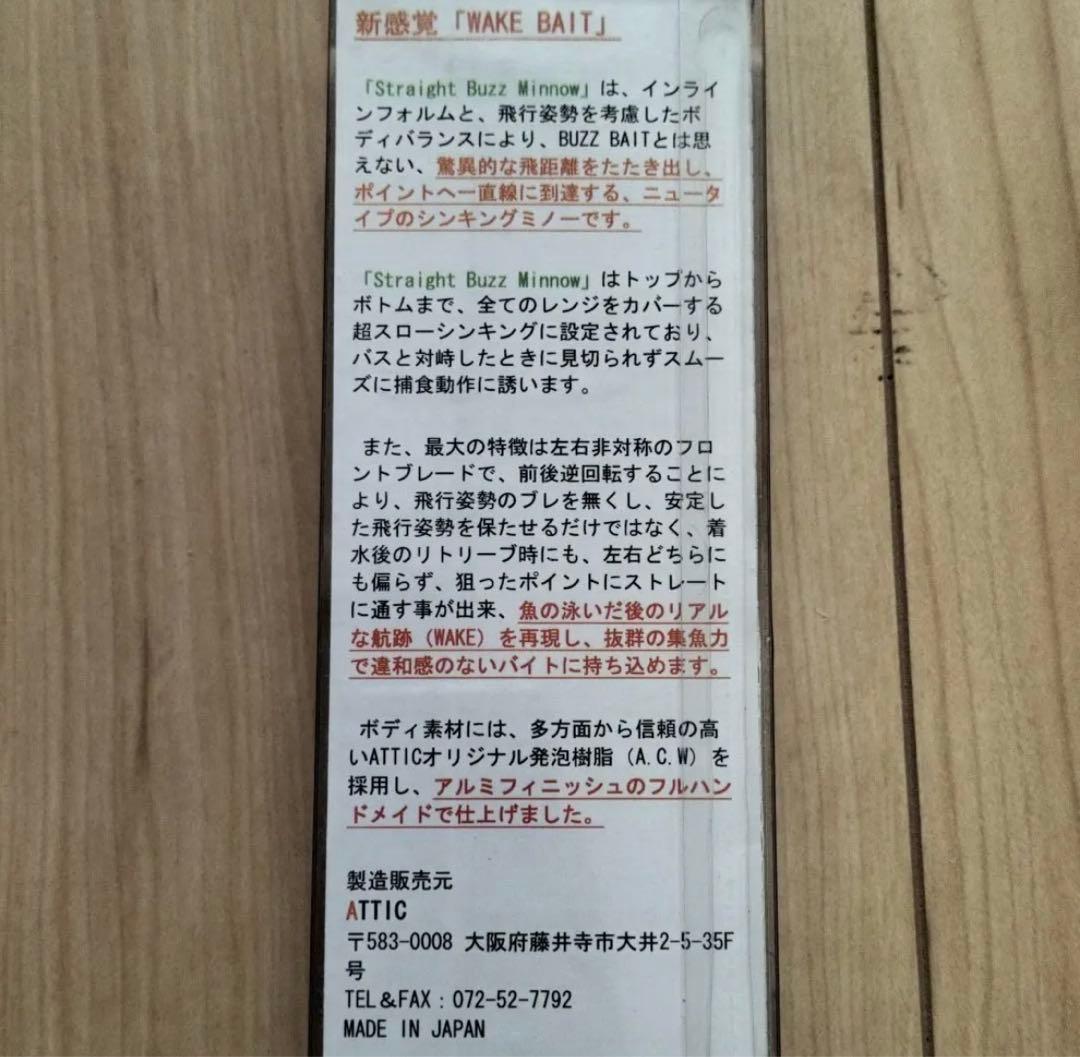 新感覚「WAKE BAIT」
「Straight Buzz Minnow」は、インライ
ンフォルムと、飛行姿勢を考慮したボ
ディバランスにより、BUZZ BAITとは思
えない、驚異的な飛距離をたたき出し、
ポイントへ一直線に到達する、ニュータ
イプのシンキングミノーです。
「Straight Buzz Minnow」はトップから
ボトムまで、全てのレンジをカバーする
超スローシンキングに設定されており、
バスと対峙したときに見切られずスムー
ズに捕食動作に誘います。
また、最大の特徴は左右非対称のフロ
ントブレードで、前後逆回転することに
より、飛行姿勢のブレを無くし、安定し
た飛行姿勢を保たせるだけではなく、着
水後のリトリーブ時にも、左右どちらに
も偏らず、狙ったポイントにストレート
に通す事が出来、魚の泳いだ後のリアル
な航跡（WAKE）を再現し、抜群の集魚力
で違和感のないバイトに持ち込めます。
ボディ素材には、多方面から信頼の高
いATTICオリジナル発泡樹脂（A.C.W）を
採用し、アルミフィニッシュのフルハン
ドメイドで仕上げました。
製造販売元
ATTIC
〒583-0008 大阪府藤井寺市大井2-5-35F
号
TEL&FAX：072-52-7792
MADE IN JAPAN